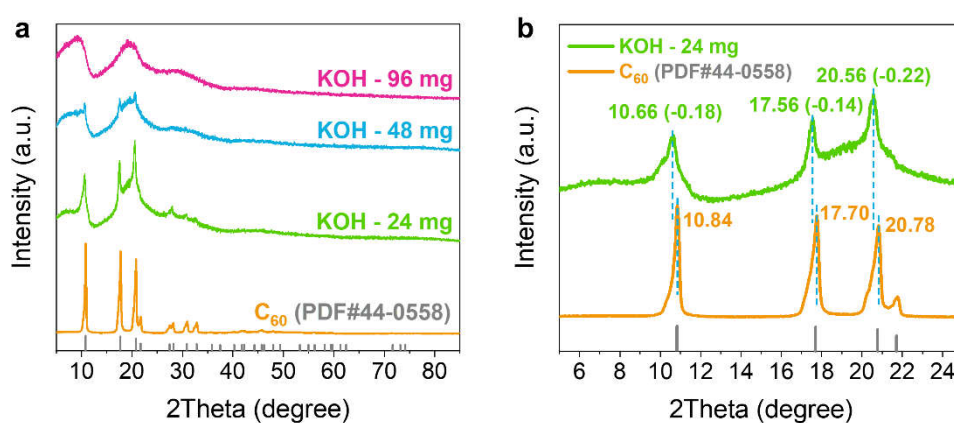 a
KOH - 96 mg
KOH - 48 mg
KOH - 24 mg
C60 (PDF#44-0558)
Intensity (a.u.)
10 20 30 40 50 60 70 80
2Theta (degree)
b
KOH - 24 mg
C60 (PDF#44-0558)
20.56 (-0.22)
10.66 (-0.18)
17.56 (-0.14)
10.84
17.70
20.78
Intensity (a.u.)
6 8 10 12 14 16 18 20 22 24
2Theta (degree)